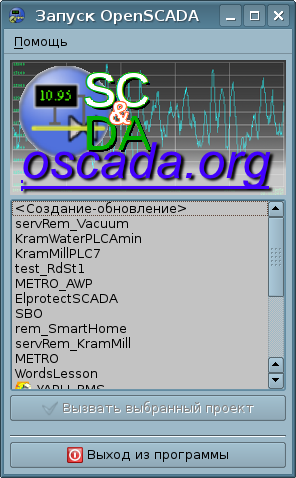 Запуск OpenSCADA
Помощь
10.95
SC
&
DA
oscada.org
<Создание-обновление>
servRem_Vacuum
KramWaterPLCAmin
KramMillPLC7
test_RdSt1
METRO_AWP
ElprotectSCADA
SBO
rem_SmartHome
servRem_KramMill
METRO
WordsLesson
Вызвать выбранный проект
Выход из программы